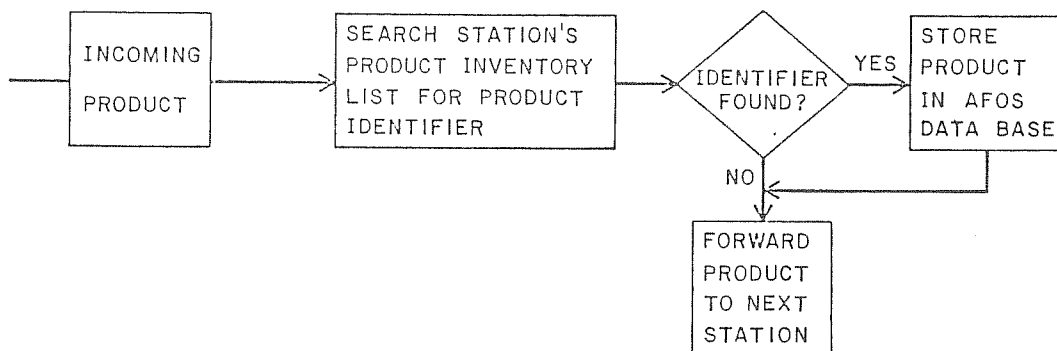 INCOMING
PRODUCT
SEARCH STATION'S
PRODUCT INVENTORY
LIST FOR PRODUCT
IDENTIFIER
IDENTIFIER
FOUND?
YES
STORE
PRODUCT
IN AFOS
DATA BASE
NO
FORWARD
PRODUCT
TO NEXT
STATION